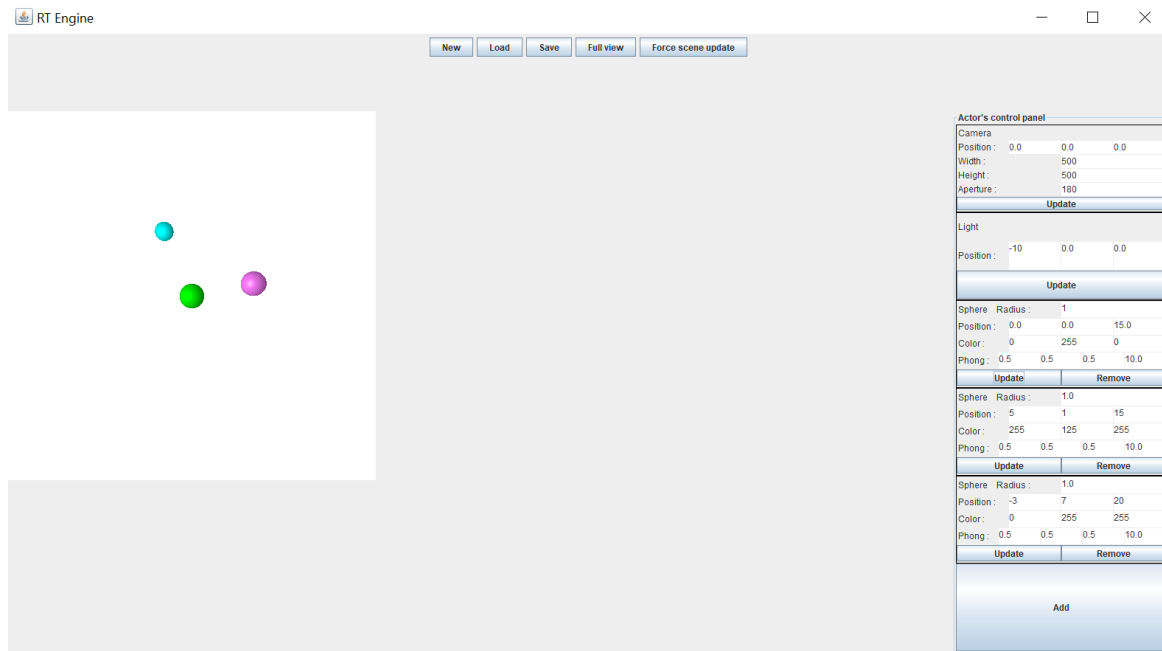 RT Engine
New Load Save Full view Force scene update
Actor's control panel
Camera
Position : 0.0 0.0 0.0
Width : 500
Height : 500
Aperture : 180
Update
Light
Position : -10 0.0 0.0
Update
Sphere Radius : 1
Position : 0.0 0.0 15.0
Color : 0 255 0
Phong : 0.5 0.5 0.5 10.0
Update Remove
Sphere Radius : 1.0
Position : 5 1 15
Color : 255 125 255
Phong : 0.5 0.5 0.5 10.0
Update Remove
Sphere Radius : 1.0
Position : -3 7 20
Color : 0 255 255
Phong : 0.5 0.5 0.5 10.0
Update Remove
Add